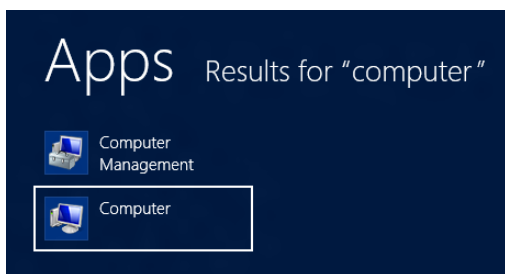 Apps Results for “computer”
Computer
Management
Computer